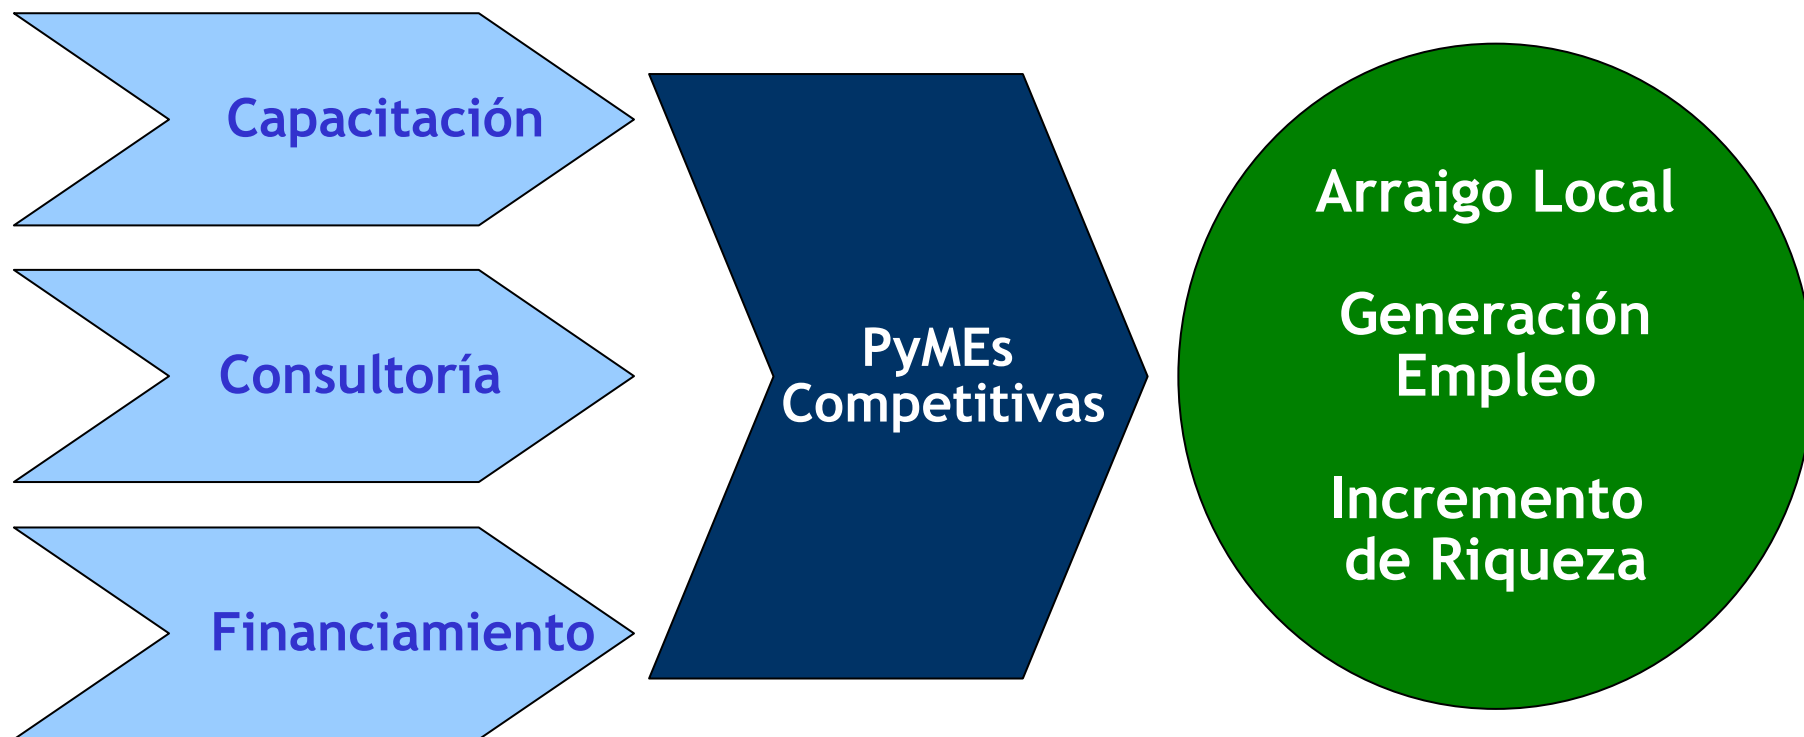 Capacitación
Consultoría
Financiamiento
PyMEs
Competitivas
Arraigo Local
Generación
Empleo
Incremento
de Riqueza